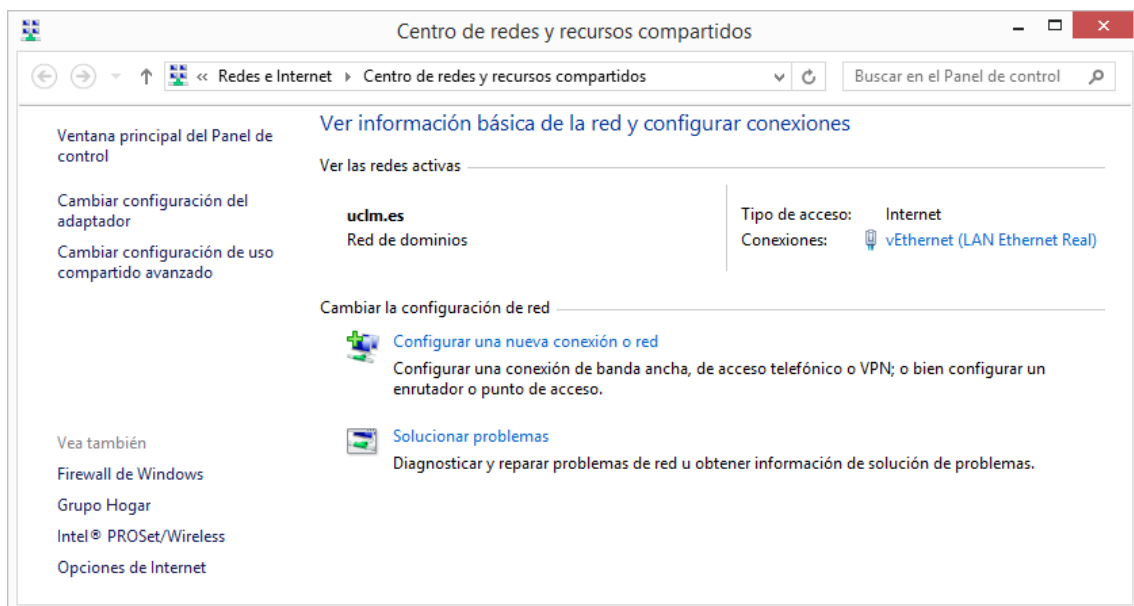 Centro de redes y recursos compartidos
« Redes e Internet ▸ Centro de redes y recursos compartidos
Buscar en el Panel de control
Ventana principal del Panel de
control
Cambiar configuración del
adaptador
Cambiar configuración de uso
compartido avanzado
Ver información básica de la red y configurar conexiones
Ver las redes activas
uclm.es
Red de dominios
Tipo de acceso: Internet
Conexiones: vEthernet (LAN Ethernet Real)
Cambiar la configuración de red
Configurar una nueva conexión o red
Configurar una conexión de banda ancha, de acceso telefónico o VPN; o bien configurar un
enrutador o punto de acceso.
Solucionar problemas
Diagnosticar y reparar problemas de red u obtener información de solución de problemas.
Vea también
Firewall de Windows
Grupo Hogar
Intel® PROSet/Wireless
Opciones de Internet